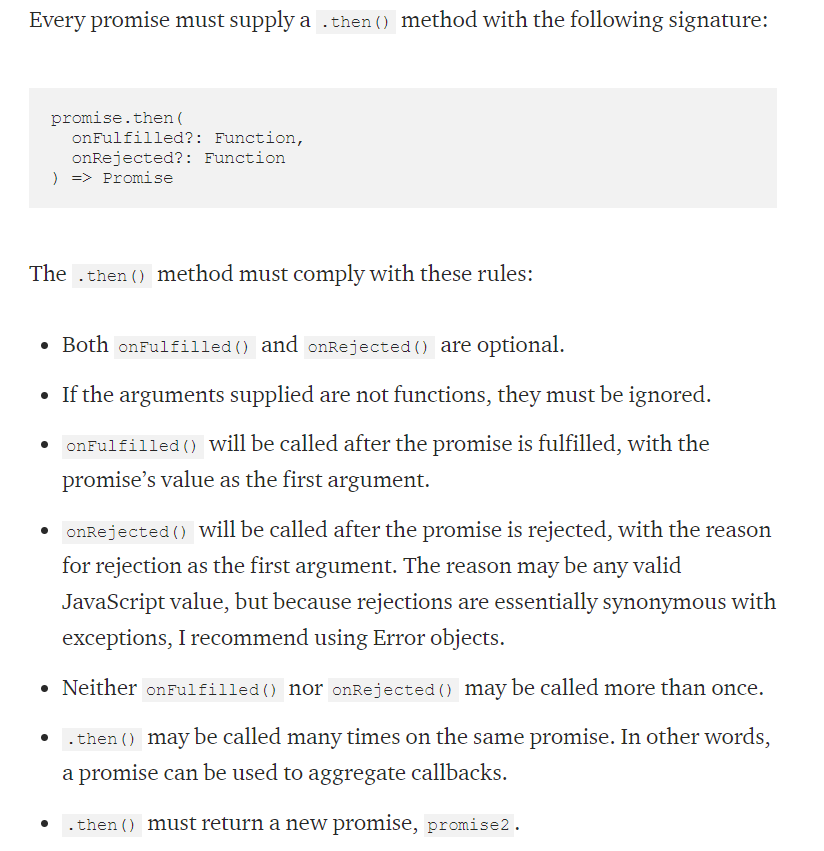 Every promise must supply a .then() method with the following signature:
promise.then(
  onFulfilled?: Function,
  onRejected?: Function
) => Promise
The .then() method must comply with these rules:
• Both onFulfilled() and onRejected() are optional.
• If the arguments supplied are not functions, they must be ignored.
• onFulfilled() will be called after the promise is fulfilled, with the
promise’s value as the first argument.
• onRejected() will be called after the promise is rejected, with the reason
for rejection as the first argument. The reason may be any valid
JavaScript value, but because rejections are essentially synonymous with
exceptions, I recommend using Error objects.
• Neither onFulfilled() nor onRejected() may be called more than once.
• .then() may be called many times on the same promise. In other words,
a promise can be used to aggregate callbacks.
• .then() must return a new promise, promise2.